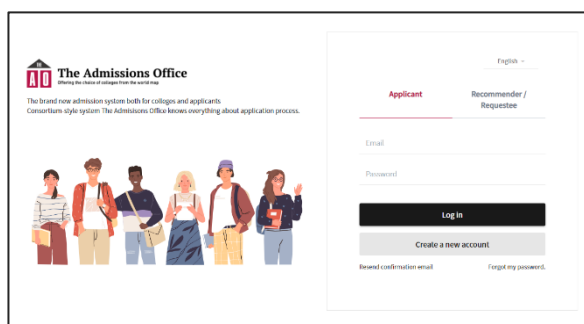 AO
The Admissions Office
Offering the choice of colleges from the world map
The brand new admission system both for colleges and applicants
Consortium-style system The Admisisons Office knows everything about application process.
English
Applicant
Recommender /
Requestee
Email
Password
Log in
Create a new account
Resend confirmation email
Forgot my password.